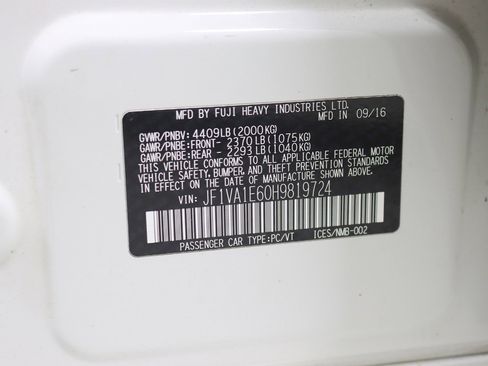 MFD BY FUJI HEAVY INDUSTRIES LTD.
MFD IN 09/16
GVWR/PNBV: 4409LB(2000KG)
GAWR/PNBE:FRONT- 2370LB(1075KG)
GAWR/PNBE:REAR - 2293LB(1040KG)
THIS VEHICLE CONFORMS TO ALL APPLICABLE FEDERAL MOTOR
VEHICLE SAFETY, BUMPER, AND THEFT PREVENTION STANDARDS
IN EFFECT ON THE DATE OF MANUFACTURE SHOWN ABOVE.
VIN: JF1VA1E60H9819724
PASSENGER CAR TYPE:PC/VT ICES/NMB-002